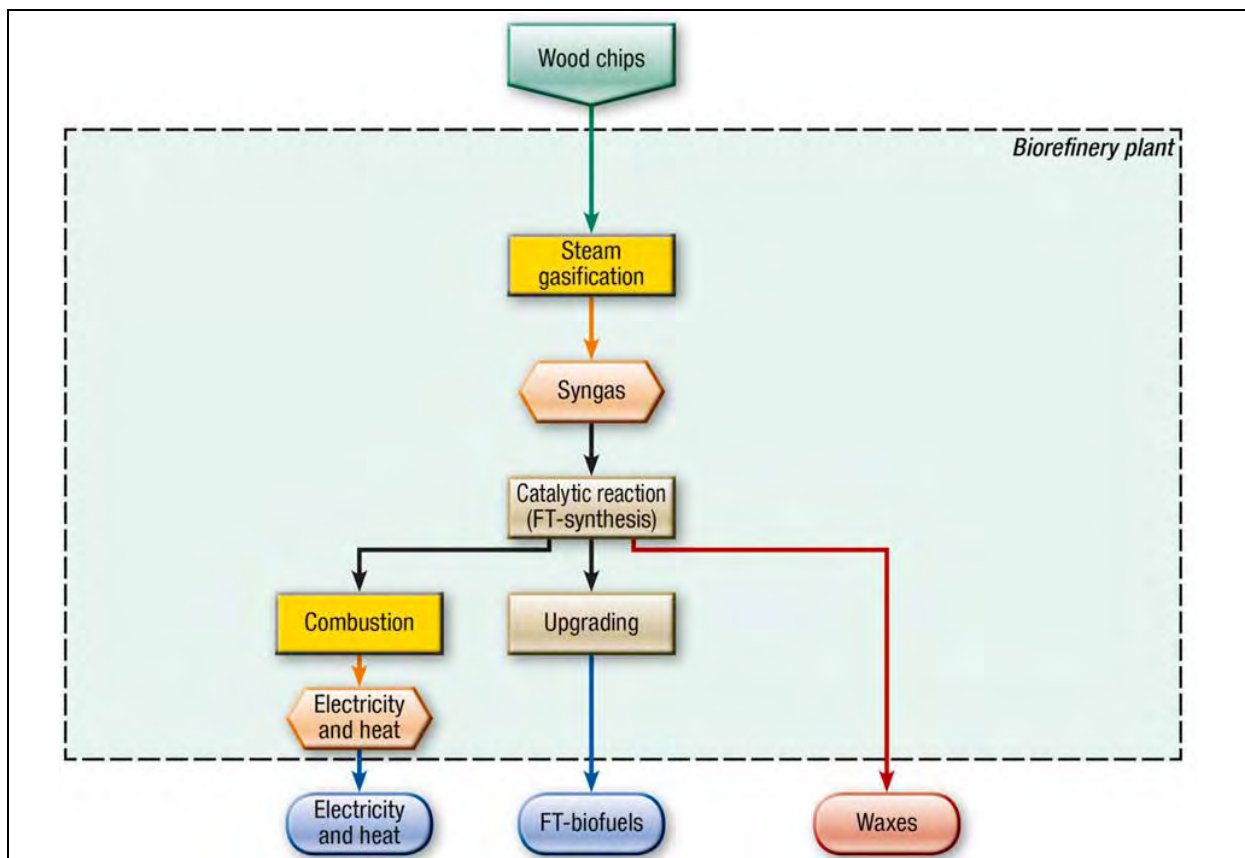 Wood chips
Biorefinery plant
Steam
gasification
Syngas
Catalytic reaction
(FT-synthesis)
Combustion
Upgrading
Electricity
and heat
Electricity
and heat
FT-biofuels
Waxes